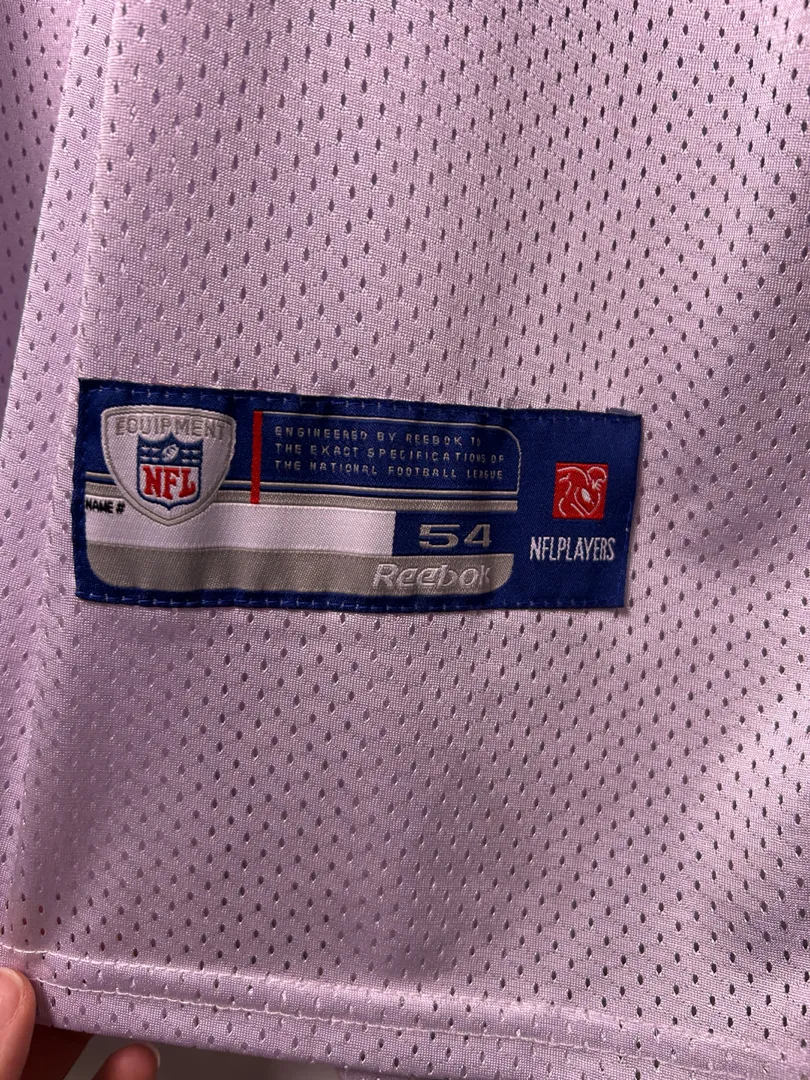 EQUIPMENT
NFL
ENGINEERED BY REEBOK TO
THE EXACT SPECIFICATIONS OF
THE NATIONAL FOOTBALL LEAGUE
NAME #
54
Reebok
NFLPLAYERS